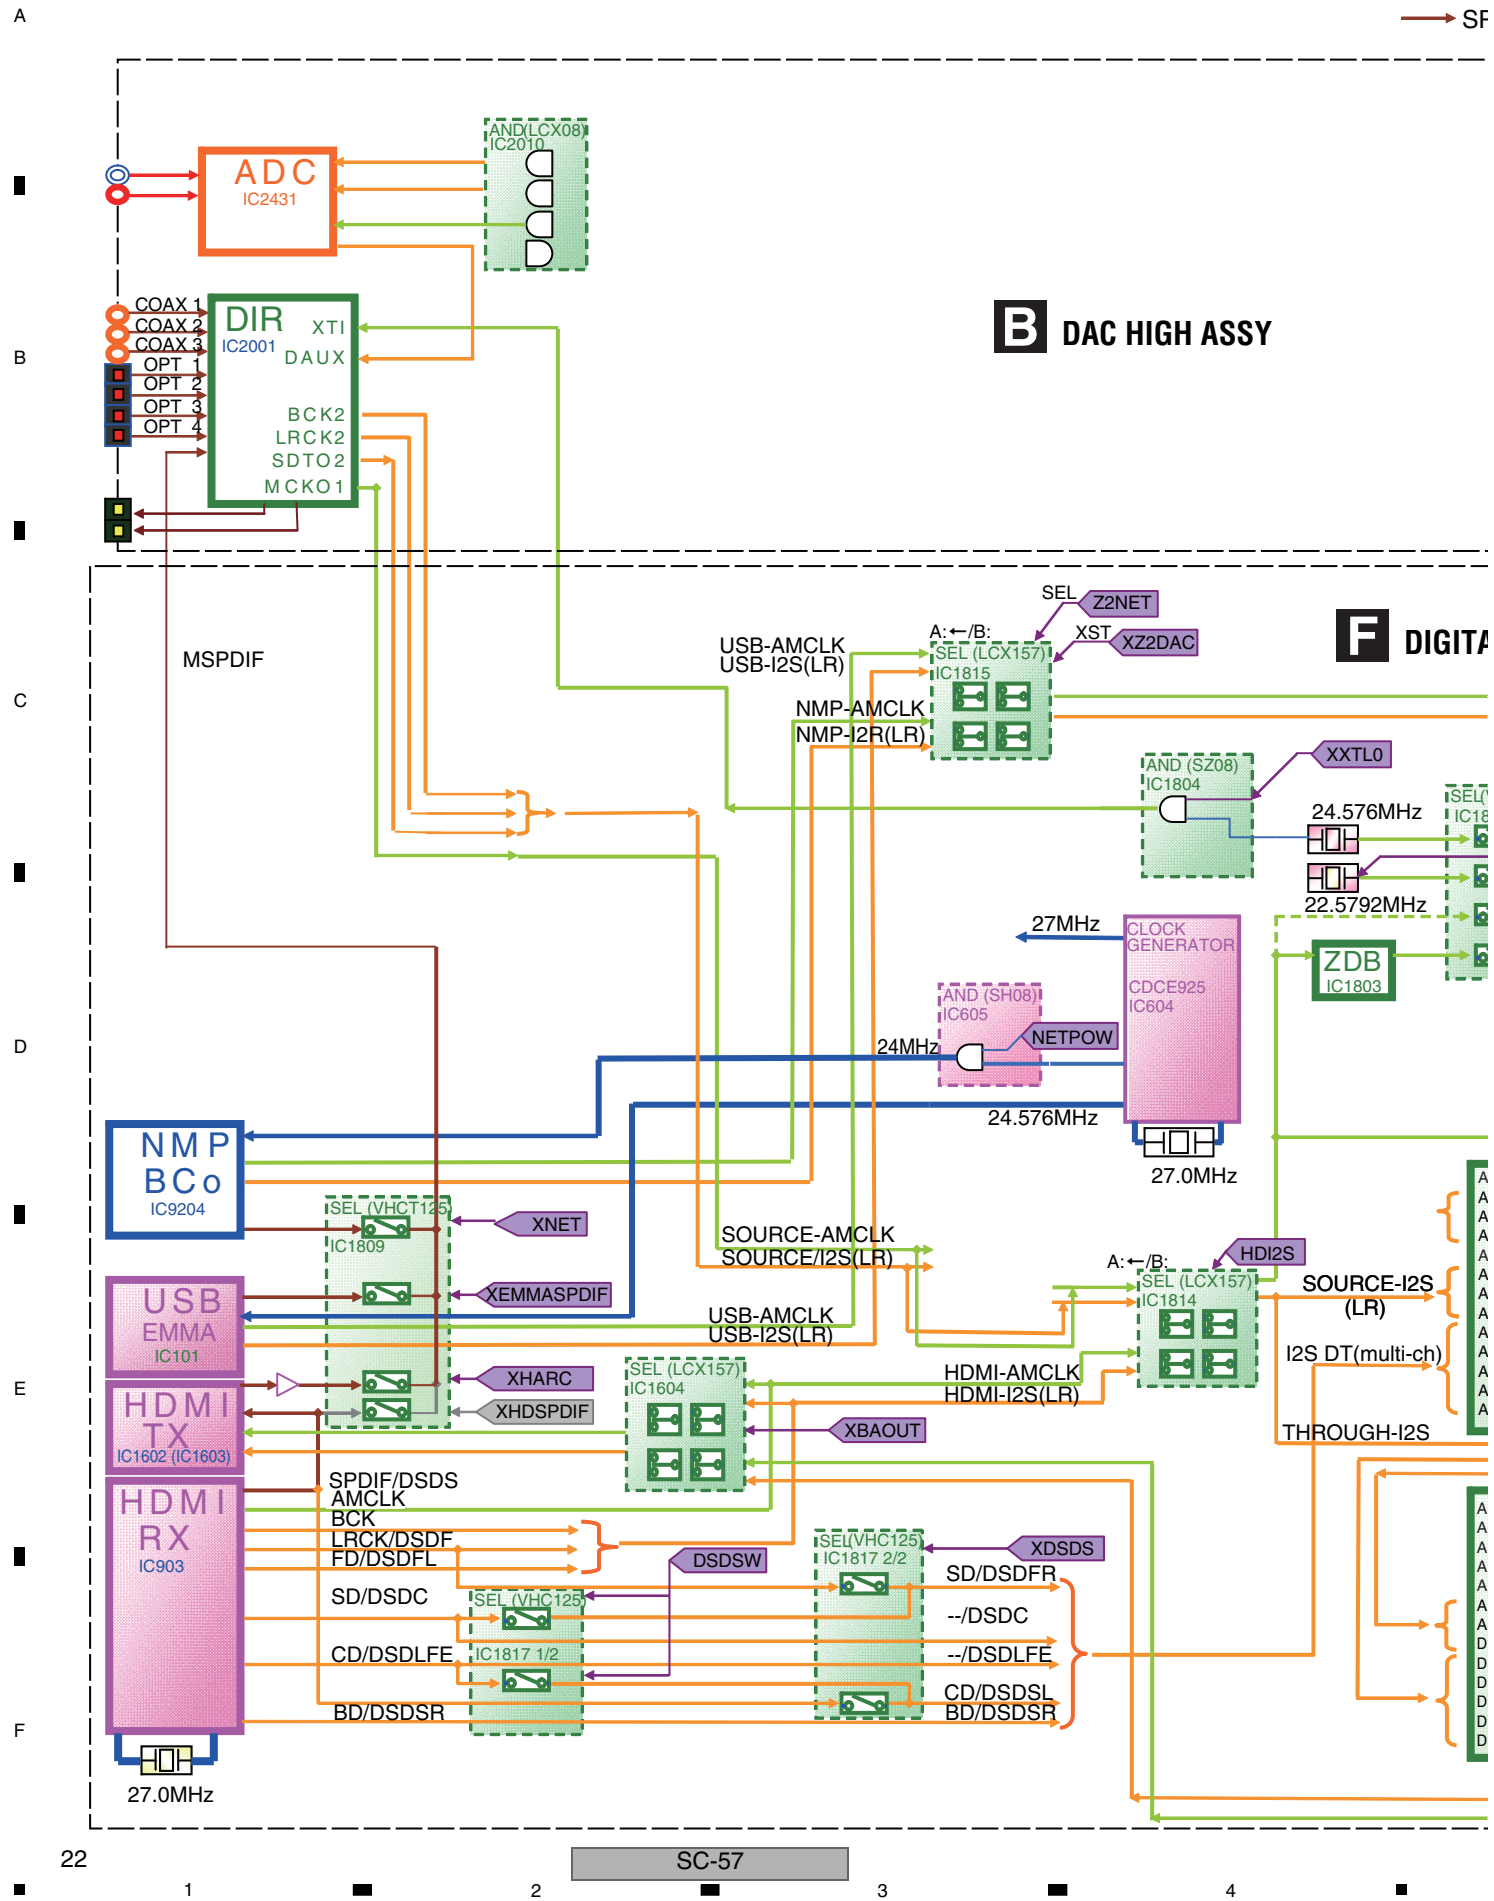 A
AND(LCX08)
IC2010
ADC
IC2431
COAX 1
COAX 2
COAX 3
OPT 1
OPT 2
OPT 3
OPT 4
DIR
IC2001
XTI
DAUX
BCK2
LRCK2
SDTO2
MCKO1
B
B DAC HIGH ASSY
MSPDIF
SEL
Z2NET
A:←/B:
XST
XZ2DAC
F
USB-AMCLK
USB-I2S(LR)
SEL (LCX157)
IC1815
C
NMP-AMCLK
NMP-I2R(LR)
XXTL0
AND (SZ08)
IC1804
24.576MHz
22.5792MHz
27MHz
CLOCK
GENERATOR
CDCE925
IC604
ZDB
IC1803
AND (SH08)
IC605
NETPOW
24MHz
D
24.576MHz
27.0MHz
NMP
BCo
IC9204
SEL (VHCT125)
IC1809
XNET
SOURCE-AMCLK
SOURCE/I2S(LR)
HDI2S
A:←/B:
SEL (LCX157)
IC1814
SOURCE-I2S
(LR)
USB
EMMA
IC101
XEMMASPDIF
USB-AMCLK
USB-I2S(LR)
I2S DT(multi-ch)
E
XHARC
XHDSPDIF
SEL (LCX157)
IC1604
HDMI-AMCLK
HDMI-I2S(LR)
XBAOUT
THROUGH-I2S
HDMI
TX
IC1602 (IC1603)
HDMI
RX
IC903
SPDIF/DSDS
AMCLK
BCK
LRCK/DSDF
FD/DSDFL
SD/DSDC
CD/DSDLFE
BD/DSDSR
DSDSW
SEL (VHC125)
IC1817 1/2
SEL(VHC125)
IC1817 2/2
XDSDS
SD/DSDFR
--/DSDC
--/DSDLFE
CD/DSDSL
BD/DSDSR
F
27.0MHz
22
SC-57
1
2
3
4